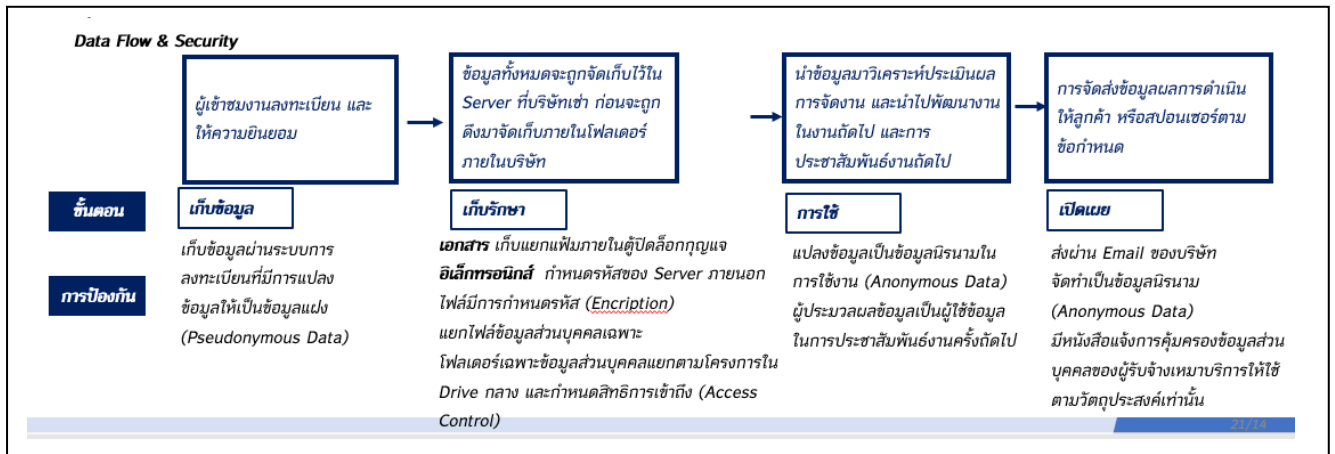 Data Flow & Security
ผู้เข้าชมงานลงทะเบียน และ
ให้ความยินยอม
ข้อมูลทั้งหมดจะถูกจัดเก็บไว้ใน
Server ที่บริษัทเช่า ก่อนจะถูก
ดึงมาจัดเก็บภายในโฟลเดอร์
ภายในบริษัท
นำข้อมูลมาวิเคราะห์ประเมินผล
การจัดงาน และนำไปพัฒนางาน
ในงานถัดไป และการ
ประชาสัมพันธ์งานถัดไป
การจัดส่งข้อมูลผลการดำเนิน
ให้ลูกค้า หรือสปอนเซอร์ตาม
ข้อกำหนด
ขั้นตอน
เก็บข้อมูล
เก็บรักษา
การใช้
เปิดเผย
การป้องกัน
เก็บข้อมูลผ่านระบบการ
ลงทะเบียนที่มีการแปลง
ข้อมูลให้เป็นข้อมูลแฝง
(Pseudonymous Data)
เอกสาร เก็บแยกแฟ้มภายในตู้ปิดล็อกกุญแจ
อิเล็กทรอนิกส์ กำหนดรหัสของ Server ภายนอก
ไฟล์มีการกำหนดรหัส (Encription)
แยกไฟล์ข้อมูลส่วนบุคคลเฉพาะ
โฟลเดอร์เฉพาะข้อมูลส่วนบุคคลแยกตามโครงการใน
Drive กลาง และกำหนดสิทธิการเข้าถึง (Access
Control)
แปลงข้อมูลเป็นข้อมูลนิรนามใน
การใช้งาน (Anonymous Data)
ผู้ประมวลผลข้อมูลเป็นผู้ใช้ข้อมูล
ในการประชาสัมพันธ์งานครั้งถัดไป
ส่งผ่าน Email ของบริษัท
จัดทำเป็นข้อมูลนิรนาม
(Anonymous Data)
มีหนังสือแจ้งการคุ้มครองข้อมูลส่วน
บุคคลของผู้รับจ้างเหมาบริการให้ใช้
ตามวัตถุประสงค์เท่านั้น
21/14